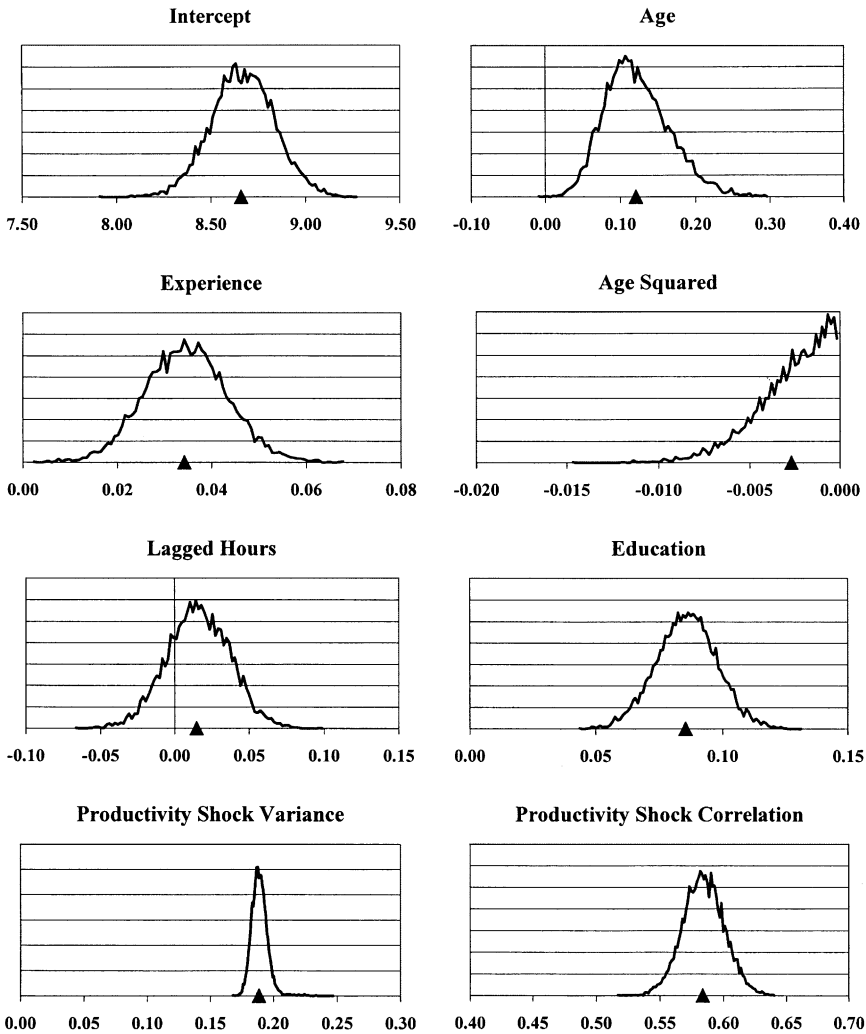 Intercept
Age
7.50 8.00 8.50 9.00 9.50
-0.10 0.00 0.10 0.20 0.30 0.40
Experience
Age Squared
0.00 0.02 0.04 0.06 0.08
-0.020 -0.015 -0.010 -0.005 0.000
Lagged Hours
Education
-0.10 -0.05 0.00 0.05 0.10 0.15
0.00 0.05 0.10 0.15
Productivity Shock Variance
Productivity Shock Correlation
0.00 0.05 0.10 0.15 0.20 0.25 0.30
0.40 0.45 0.50 0.55 0.60 0.65 0.70